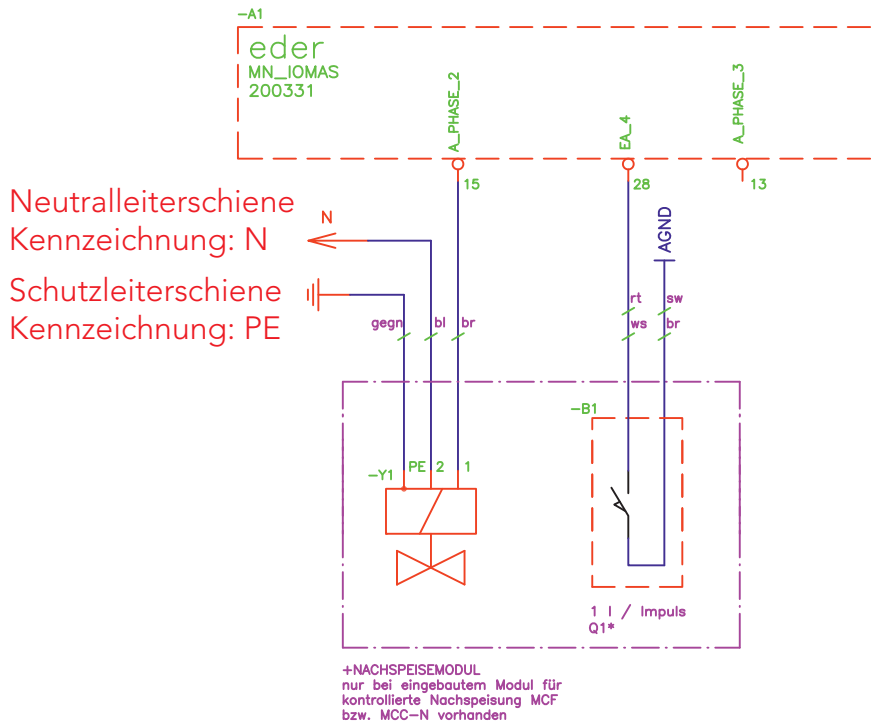 -A1
eder
MN_IOMAS
200331
A_PHASE_2
EA_4
A_PHASE_3
15
28
13
Neutralleiterschiene
Kennzeichnung: N
N
AGND
Schutzleiterschiene
Kennzeichnung: PE
rt
sw
gegn
bl
br
ws
br
-B1
-Y1
PE
2
1
1 l / Impuls
Q1*
+NACHSPEISEMODUL
nur bei eingebautem Modul für
kontrollierte Nachspeisung MCF
bzw. MCC-N vorhanden